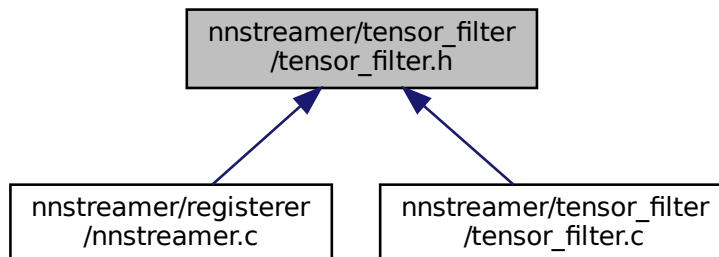 nnstreamer/tensor_filter
/tensor_filter.h
nnstreamer/registerer
/nnstreamer.c
nnstreamer/tensor_filter
/tensor_filter.c